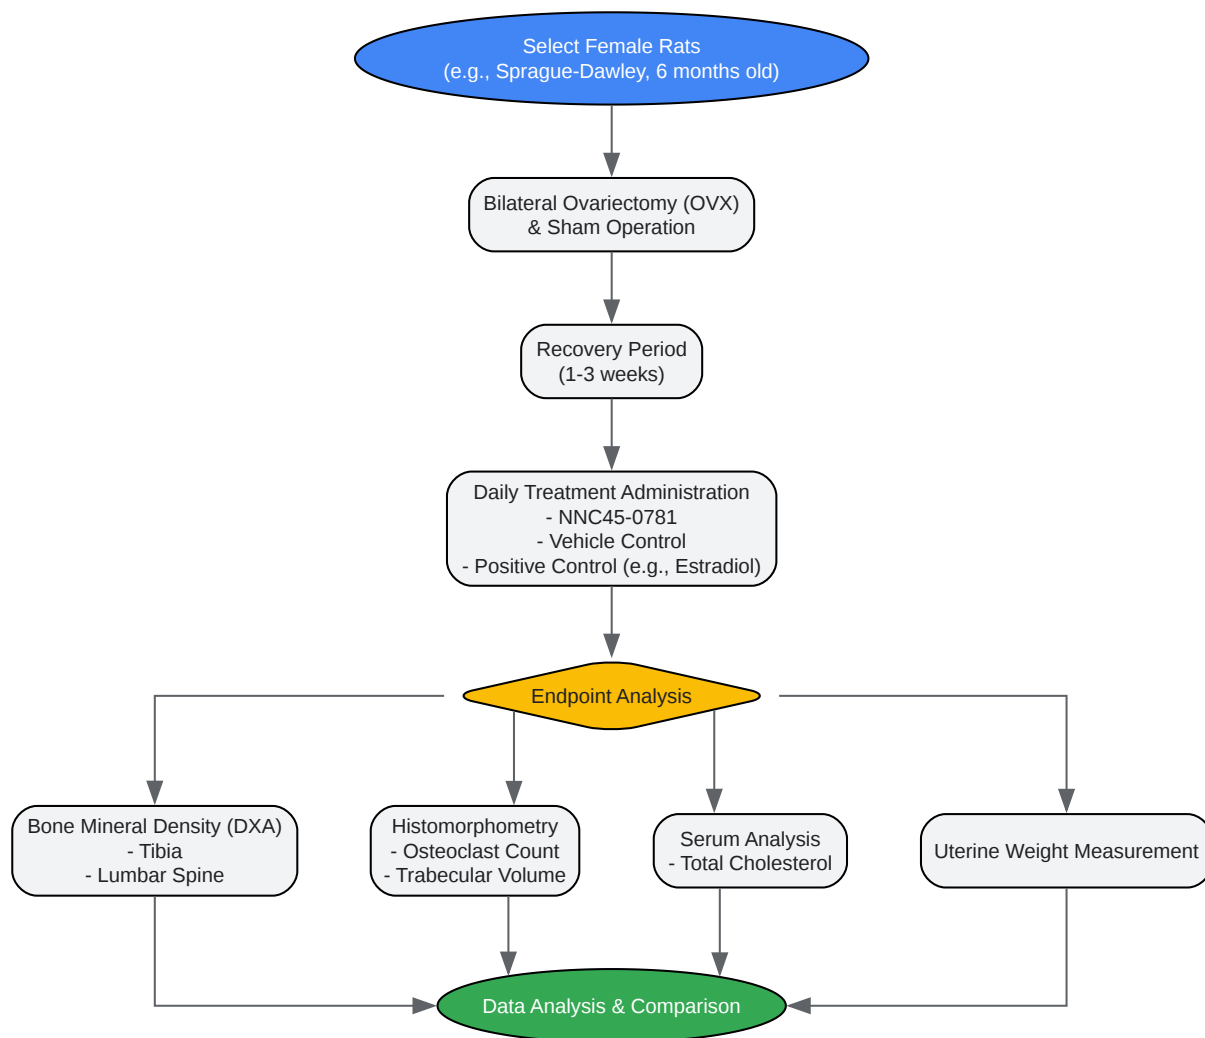 Select Female Rats
(e.g., Sprague-Dawley, 6 months old)
Bilateral Ovariectomy (OVX)
& Sham Operation
Recovery Period
(1-3 weeks)
Daily Treatment Administration
- NNC45-0781
- Vehicle Control
- Positive Control (e.g., Estradiol)
Endpoint Analysis
Bone Mineral Density (DXA)
- Tibia
- Lumbar Spine
Histomorphometry
- Osteoclast Count
- Trabecular Volume
Serum Analysis
- Total Cholesterol
Uterine Weight Measurement
Data Analysis & Comparison